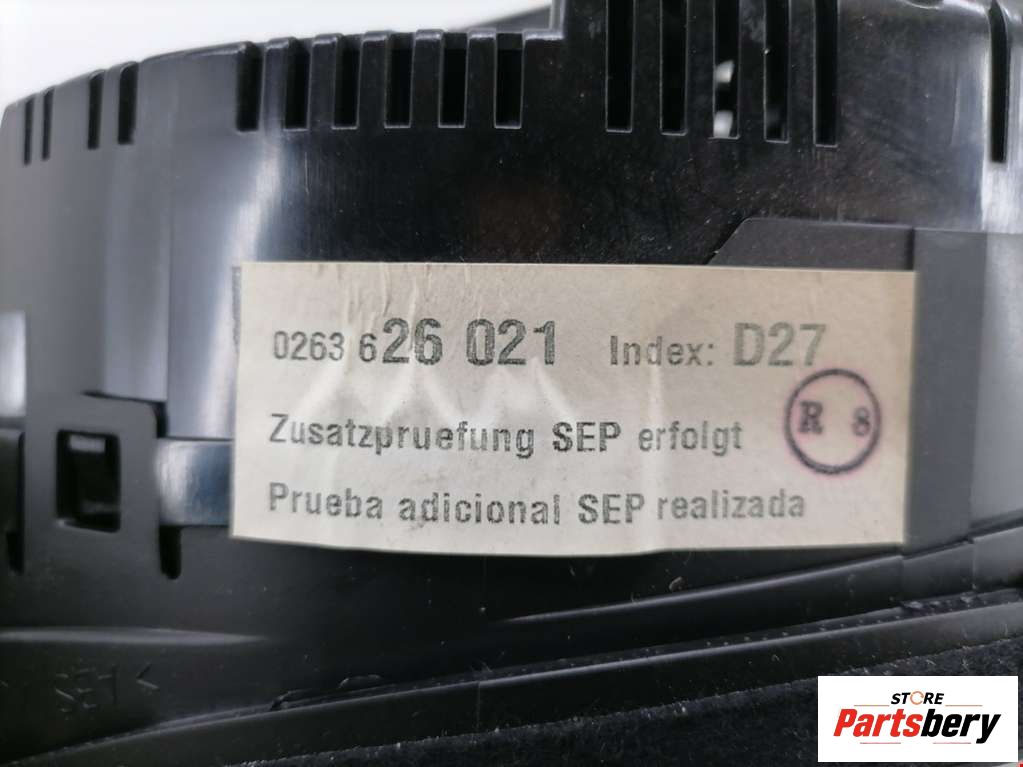 0263 626 021 Index: D27
Zusatzpruefung SEP erfolgt
R 8
Prueba adicional SEP realizada
STORE
Partsbery